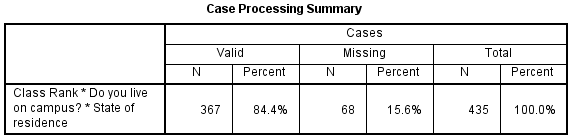 Case Processing Summary
Cases
Valid Missing Total
N Percent N Percent N Percent
Class Rank * Do you live
on campus? * State of
residence
367 84.4% 68 15.6% 435 100.0%